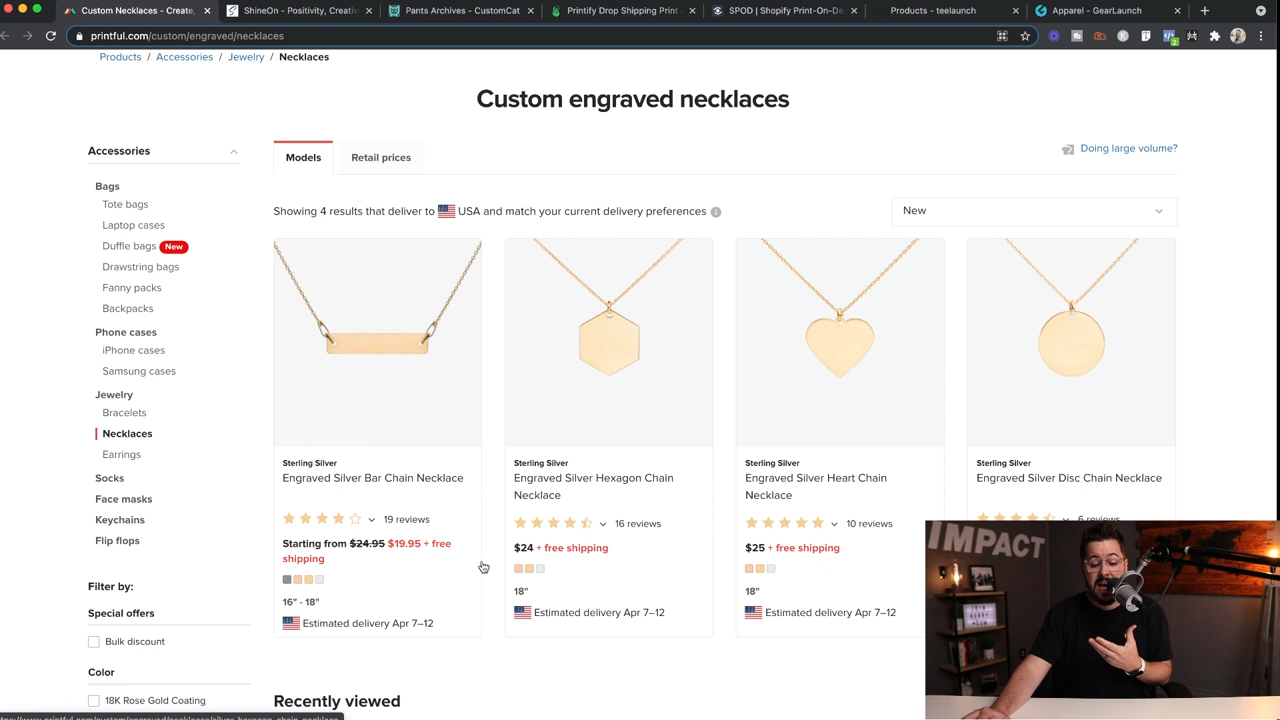 Custom Necklaces - Create,
ShineOn - Positivity, Creativ
Pants Archives - CustomCat
Printify Drop Shipping Print
SPOD | Shopify Print-On-De
Products - teelaunch
Apparel - GearLaunch
printful.com/custom/engraved/necklaces
Products / Accessories / Jewelry / Necklaces
Custom engraved necklaces
Accessories
Models
Retail prices
Doing large volume?
Bags
Tote bags
Laptop cases
Duffle bags New
Drawstring bags
Fanny packs
Backpacks
Phone cases
iPhone cases
Samsung cases
Jewelry
Bracelets
Necklaces
Earrings
Socks
Face masks
Keychains
Flip flops
Filter by:
Special offers
Bulk discount
Color
18K Rose Gold Coating
Showing 4 results that deliver to USA and match your current delivery preferences
New
Sterling Silver
Engraved Silver Bar Chain Necklace
19 reviews
Starting from $24.95 $19.95 + free
shipping
16" - 18"
Estimated delivery Apr 7–12
Sterling Silver
Engraved Silver Hexagon Chain
Necklace
16 reviews
$24 + free shipping
18"
Estimated delivery Apr 7–12
Sterling Silver
Engraved Silver Heart Chain
Necklace
10 reviews
$25 + free shipping
18"
Estimated delivery Apr 7–12
Sterling Silver
Engraved Silver Disc Chain Necklace
6 reviews
IMPACT
Recently viewed